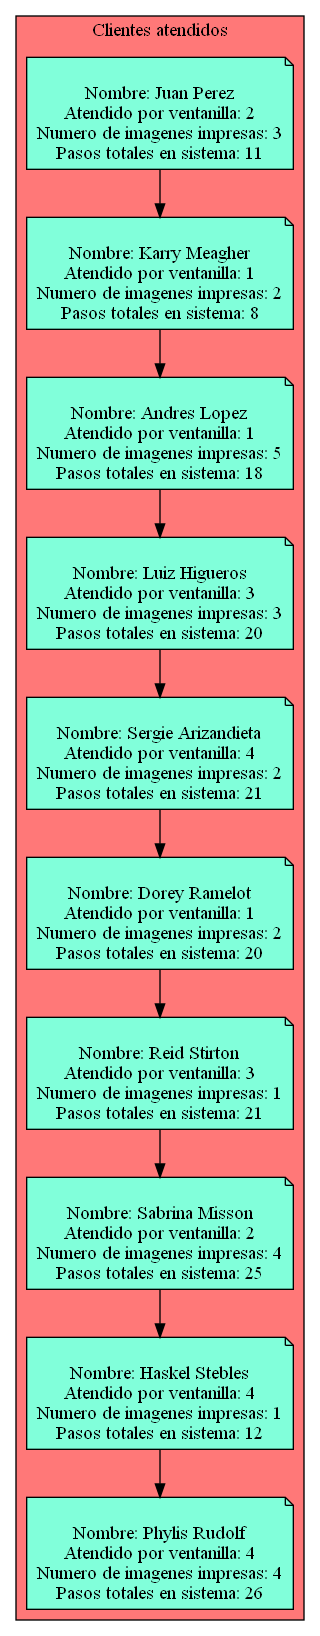 Clientes atendidos
Nombre: Juan Perez
Atendido por ventanilla: 2
Numero de imagenes impresas: 3
Pasos totales en sistema: 11
Nombre: Karry Meagher
Atendido por ventanilla: 1
Numero de imagenes impresas: 2
Pasos totales en sistema: 8
Nombre: Andres Lopez
Atendido por ventanilla: 1
Numero de imagenes impresas: 5
Pasos totales en sistema: 18
Nombre: Luiz Higueros
Atendido por ventanilla: 3
Numero de imagenes impresas: 3
Pasos totales en sistema: 20
Nombre: Sergie Arizandieta
Atendido por ventanilla: 4
Numero de imagenes impresas: 2
Pasos totales en sistema: 21
Nombre: Dorey Ramelot
Atendido por ventanilla: 1
Numero de imagenes impresas: 2
Pasos totales en sistema: 20
Nombre: Reid Stirton
Atendido por ventanilla: 3
Numero de imagenes impresas: 1
Pasos totales en sistema: 21
Nombre: Sabrina Misson
Atendido por ventanilla: 2
Numero de imagenes impresas: 4
Pasos totales en sistema: 25
Nombre: Haskel Stebles
Atendido por ventanilla: 4
Numero de imagenes impresas: 1
Pasos totales en sistema: 12
Nombre: Phylis Rudolf
Atendido por ventanilla: 4
Numero de imagenes impresas: 4
Pasos totales en sistema: 26